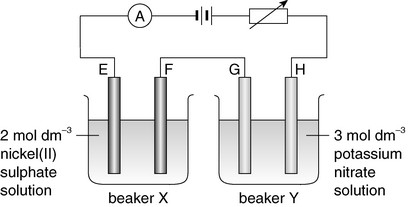 A
E
F
G
H
2 mol dm⁻³
nickel(II)
sulphate
solution
3 mol dm⁻³
potassium
nitrate
solution
beaker X
beaker Y